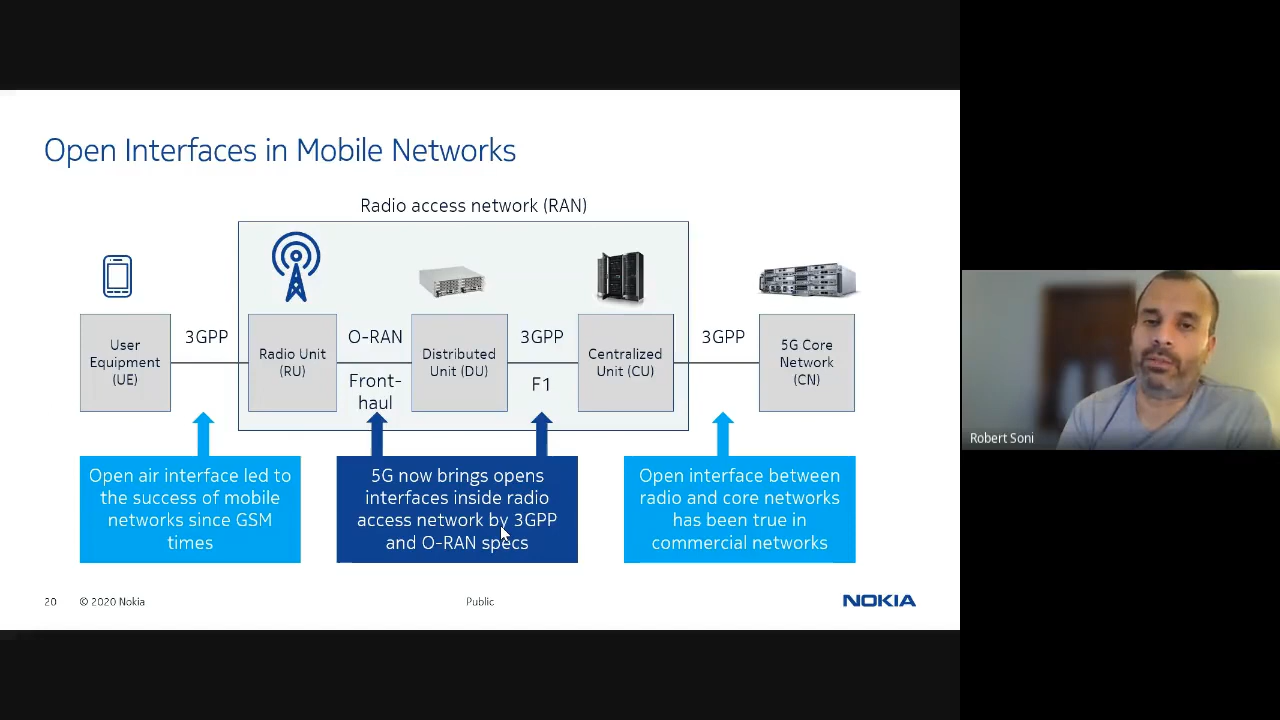 Open Interfaces in Mobile Networks
Radio access network (RAN)
User
Equipment
(UE)
3GPP
Radio Unit
(RU)
O-RAN
Front-
haul
Distributed
Unit (DU)
3GPP
F1
Centralized
Unit (CU)
3GPP
5G Core
Network
(CN)
Open air interface led to
the success of mobile
networks since GSM
times
5G now brings opens
interfaces inside radio
access network by 3GPP
and O-RAN specs
Open interface between
radio and core networks
has been true in
commercial networks
20
© 2020 Nokia
Public
NOKIA
Robert Soni